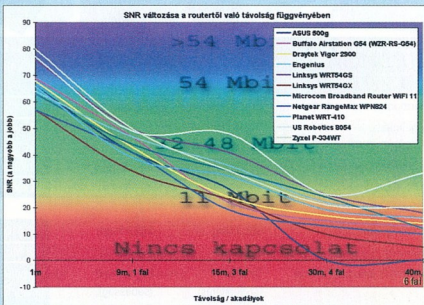 SNR változása a routertől való távolság függvényében
ASUS 500g
Buffalo Airstation G54 (WZR-RS-G54)
Draytek Vigor 2900
Engenius
Linksys WRT54GS
Linksys WRT54GX
Microcom Broadband Router WiFi 11
Netgear RangeMax WPN824
Planet WRT-410
US Robotics 8054
Zyxel P-334WT
>54 Mbit
54 Mbit
12-48 Mbit
11 Mbit
Nincs kapcsolat
SNR (a nagyobb a jobb)
90
80
70
60
50
40
30
20
10
0
-10
1m
9m, 1 fal
15m, 3 fal
30m, 4 fal
40m, 6 fal
Távolság / akadályok